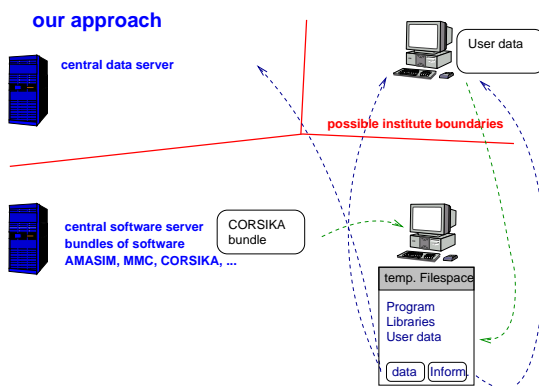 our approach
central data server
User data
possible institute boundaries
central software server
bundles of software
AMASIM, MMC, CORSIKA, ...
CORSIKA
bundle
temp. Filespace
Program
Libraries
User data
data
Inform.